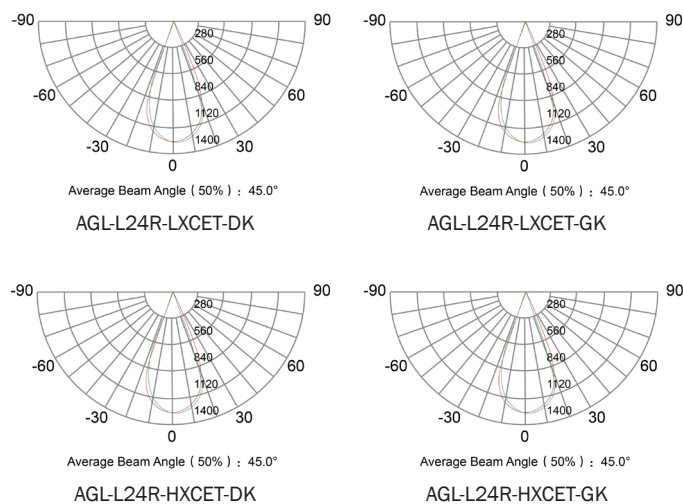 -90 90 -90 90
280 280
560 560
-60 840 60 -60 840 60
1120 1120
-30 1400 30 -30 1400 30
0 0
Average Beam Angle ( 50% ) : 45.0° Average Beam Angle ( 50% ) : 45.0°
AGL-L24R-LXCET-DK AGL-L24R-LXCET-GK
-90 90 -90 90
280 280
560 560
-60 840 60 -60 840 60
1120 1120
-30 1400 30 -30 1400 30
0 0
Average Beam Angle ( 50% ) : 45.0° Average Beam Angle ( 50% ) : 45.0°
AGL-L24R-HXCET-DK AGL-L24R-HXCET-GK